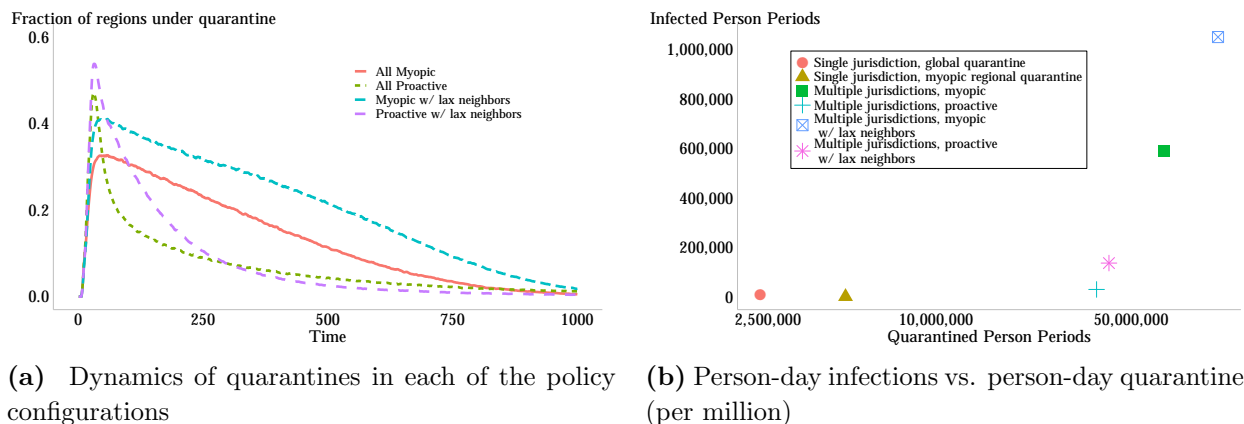 Fraction of regions under quarantine
0.6
0.4
0.2
0.0
All Myopic
All Proactive
Myopic w/ lax neighbors
Proactive w/ lax neighbors
0 250 500 750 1000
Time
(a) Dynamics of quarantines in each of the policy
configurations
Infected Person Periods
1,000,000
800,000
600,000
400,000
200,000
0
Single jurisdiction, global quarantine
Single jurisdiction, myopic regional quarantine
Multiple jurisdictions, myopic
Multiple jurisdictions, proactive
Multiple jurisdictions, myopic
w/ lax neighbors
Multiple jurisdictions, proactive
w/ lax neighbors
2,500,000 10,000,000 50,000,000
Quarantined Person Periods
(b) Person-day infections vs. person-day quarantine
(per million)